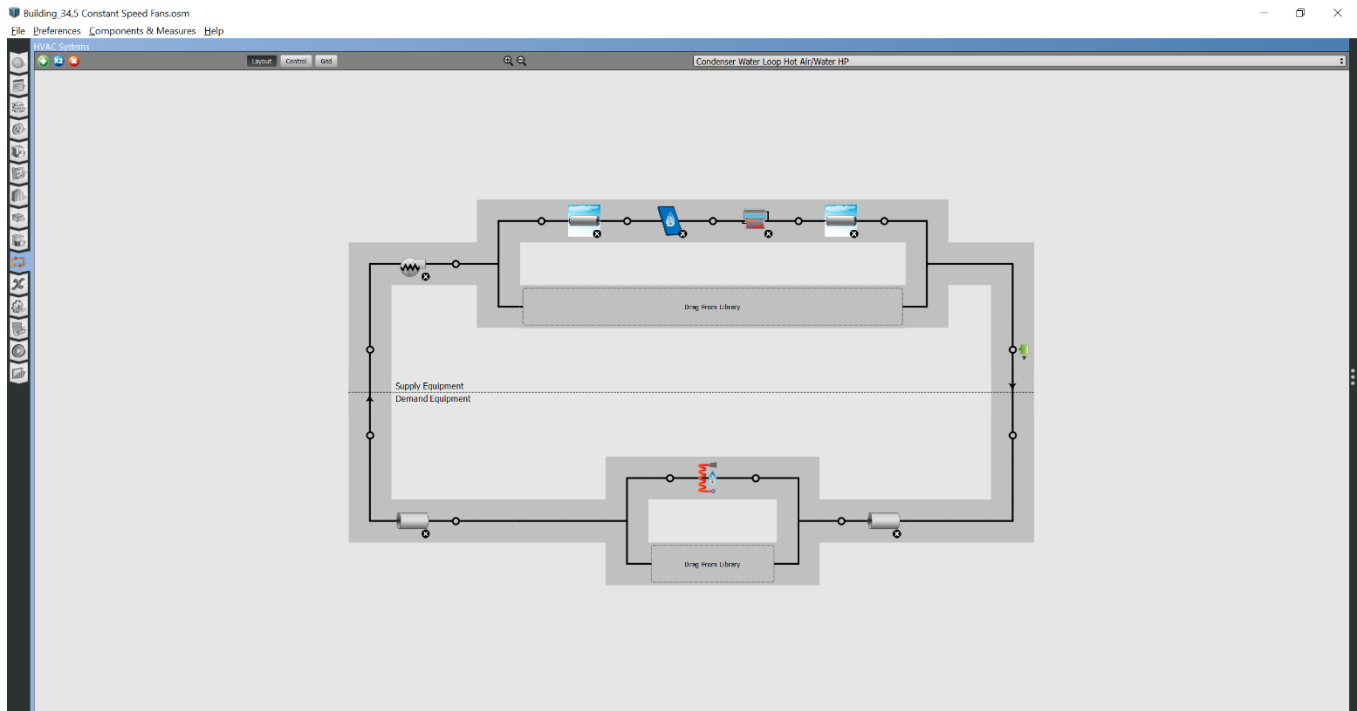 Building_34,5 Constant Speed Fans.osm
File Preferences Components & Measures Help
HVAC Systems
Layout Control Grid
Condenser Water Loop Hot Air/Water HP
Drag From Library
Supply Equipment
Demand Equipment
Drag From Library